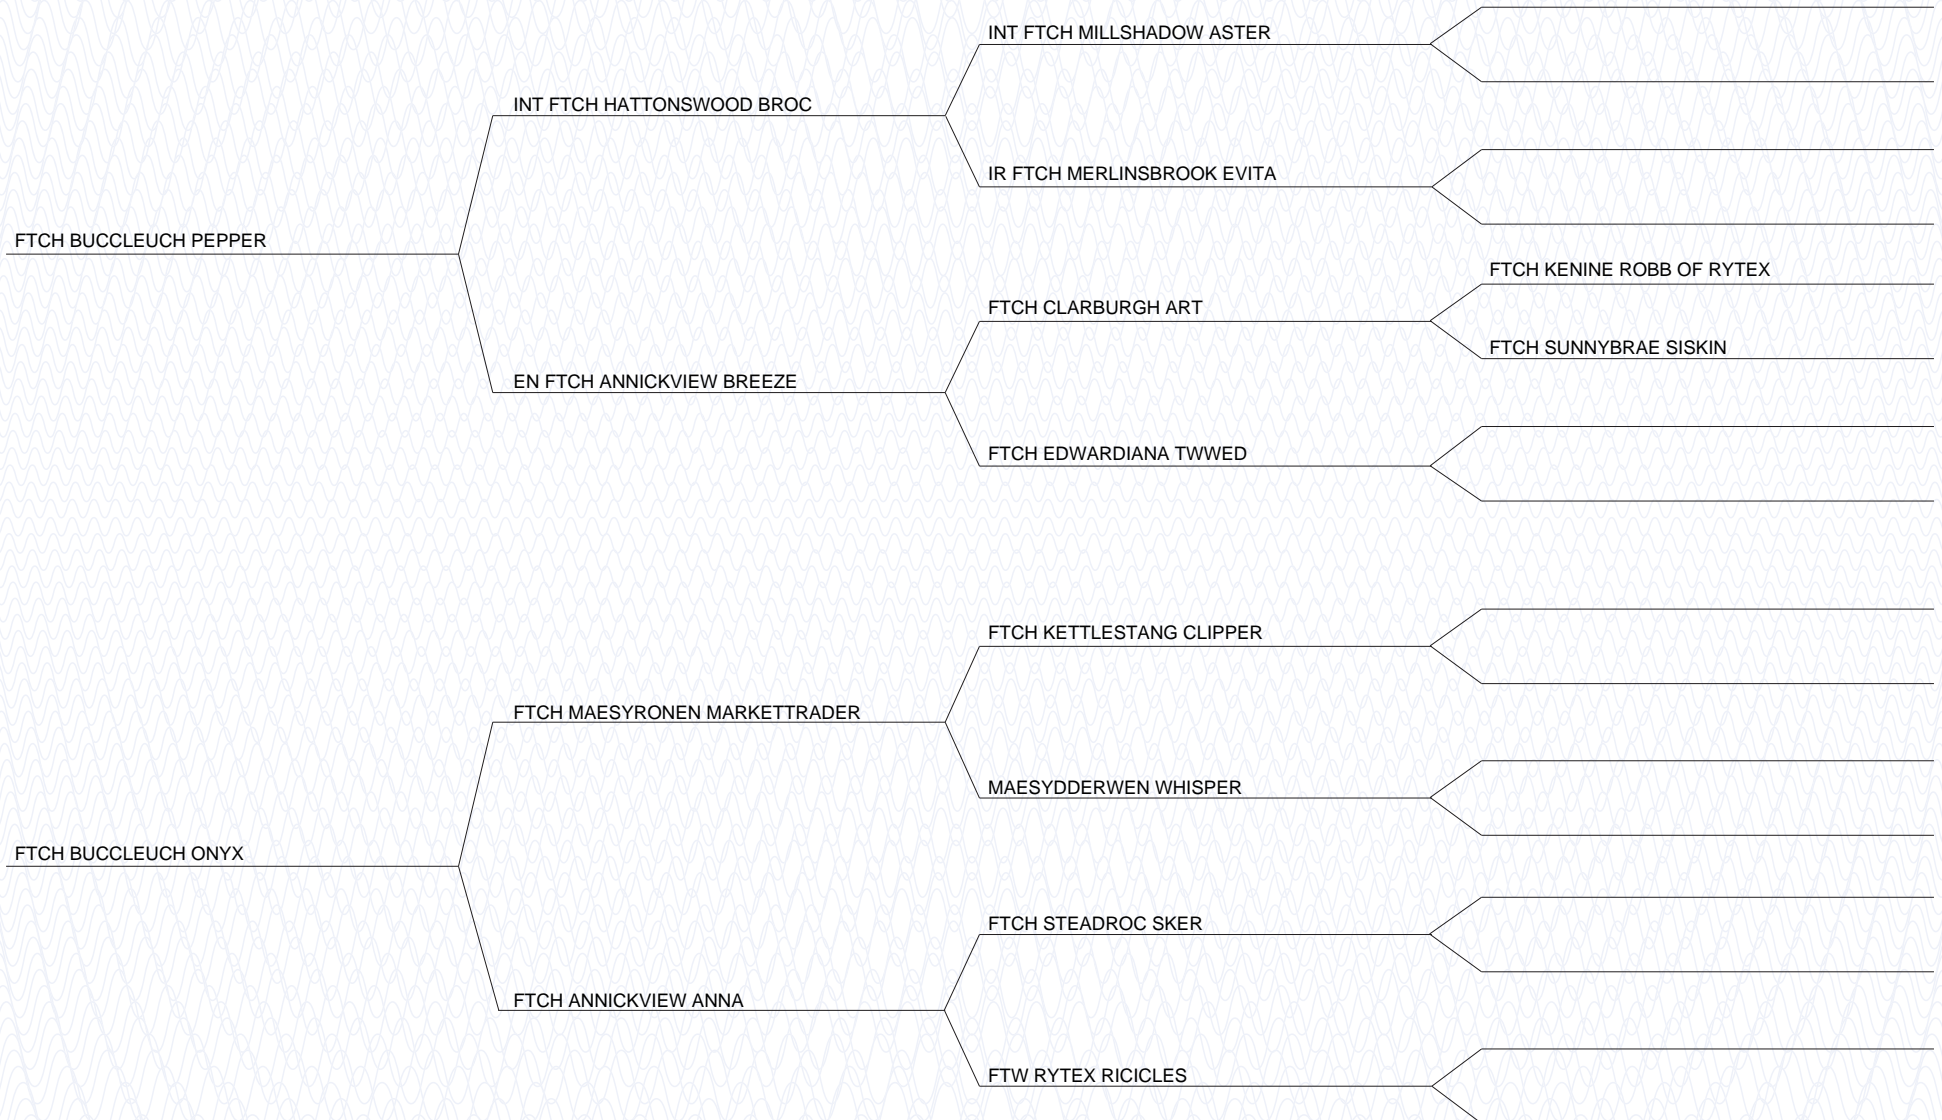 INT FTCH MILLSHADOW ASTER
INT FTCH HATTONSWOOD BROC
IR FTCH MERLINSBROOK EVITA
FTCH BUCCLEUCH PEPPER
FTCH KENINE ROBB OF RYTEX
FTCH CLARBURGH ART
FTCH SUNNYBRAE SISKIN
EN FTCH ANNICKVIEW BREEZE
FTCH EDWARDIANA TWWED
FTCH KETTLESTANG CLIPPER
FTCH MAESYRONEN MARKETTRADER
MAESYDDERWEN WHISPER
FTCH BUCCLEUCH ONYX
FTCH STEADROC SKER
FTCH ANNICKVIEW ANNA
FTW RYTEX RICICLES